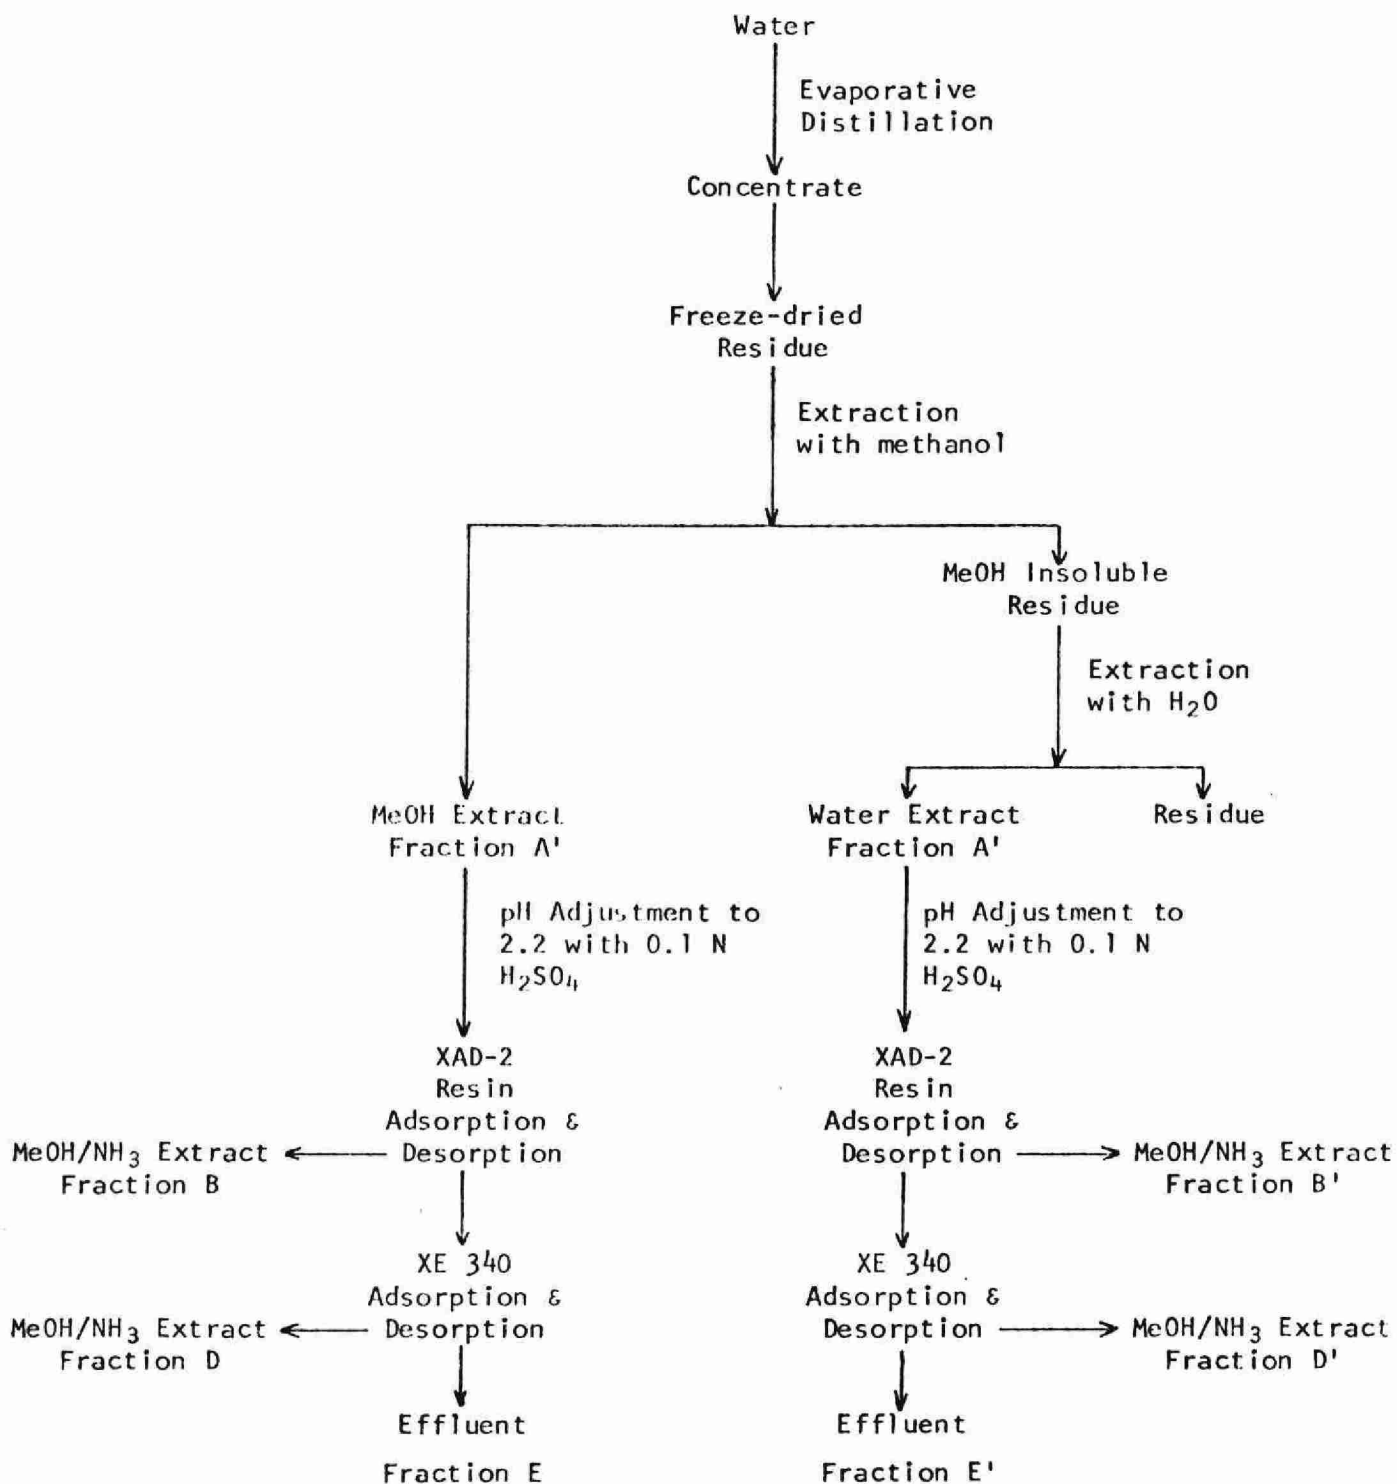 Water
Evaporative
Distillation
Concentrate
Freeze-dried
Residue
Extraction
with methanol
MeOH Insoluble
Residue
Extraction
with H₂O
MeOH Extract
Fraction A'
Water Extract
Fraction A'
Residue
pH Adjustment to
2.2 with 0.1 N
H₂SO₄
pH Adjustment to
2.2 with 0.1 N
H₂SO₄
XAD-2
Resin
Adsorption &
Desorption
MeOH/NH₃ Extract
Fraction B
XAD-2
Resin
Adsorption &
Desorption
MeOH/NH₃ Extract
Fraction B'
XE 340
Adsorption &
Desorption
MeOH/NH₃ Extract
Fraction D
XE 340
Adsorption &
Desorption
MeOH/NH₃ Extract
Fraction D'
Effluent
Fraction E
Effluent
Fraction E'